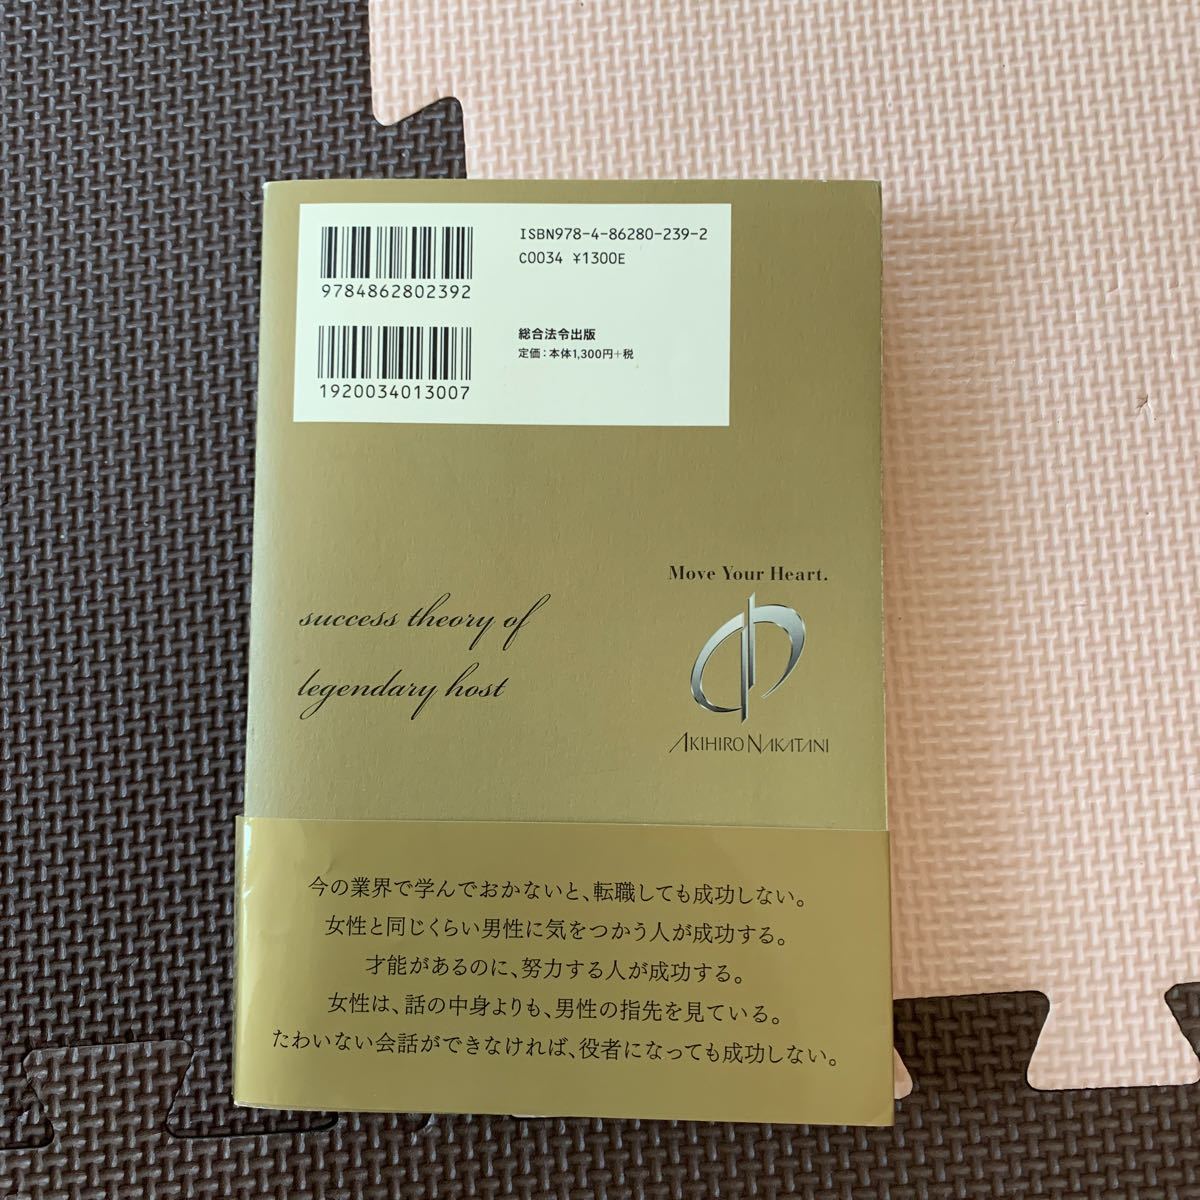 ISBN978-4-86280-239-2
C0034 ¥1300E
9784862802392
総合法令出版
定価：本体1,300円+税
1920034013007
Move Your Heart.
success theory of
legendary host
AKIHIRO NAKATANI
今の業界で学んでおかないと、転職しても成功しない。
女性と同じくらい男性に気をつかう人が成功する。
才能があるのに、努力する人が成功する。
女性は、話の中身よりも、男性の指先を見ている。
たわいない会話ができなければ、役者になっても成功しない。